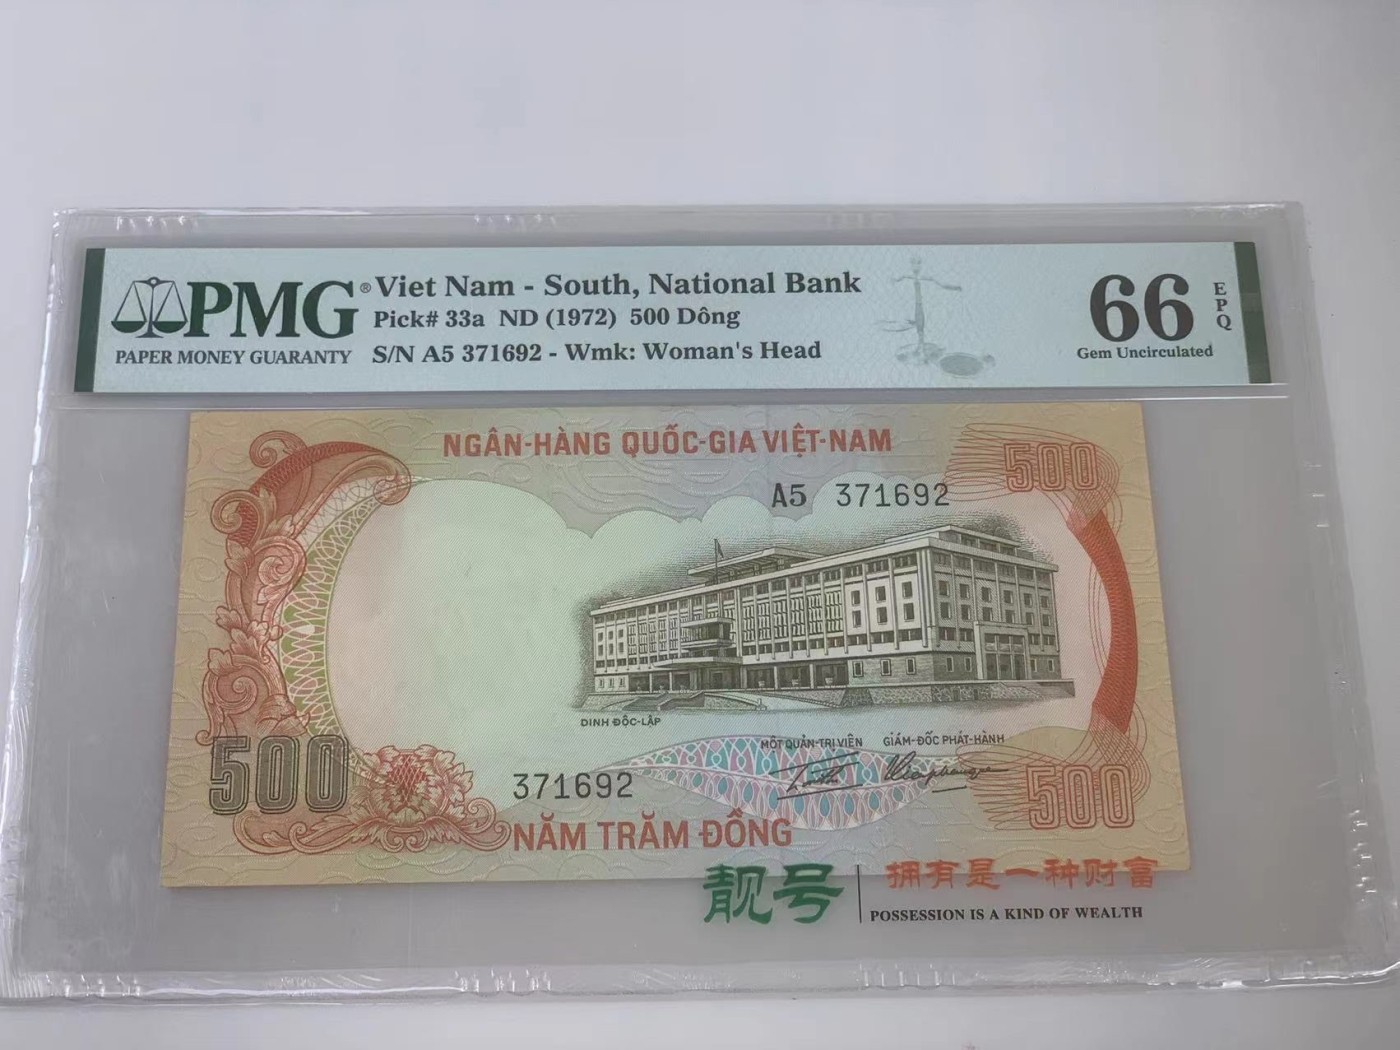 PMG®
PAPER MONEY GUARANTY
Viet Nam - South, National Bank
Pick# 33a ND (1972) 500 Dông
S/N A5 371692 - Wmk: Woman's Head
66
EPQ
Gem Uncirculated
NGÂN-HÀNG QUỐC-GIA VIỆT-NAM
500
A5 371692
DINH ĐỘC-LẬP
MỘT QUẢN-TRỊ VIÊN GIÁM-ĐỐC PHÁT-HÀNH
500
371692
500
NĂM TRĂM ĐỒNG
靓号
拥有是一种财富
POSSESSION IS A KIND OF WEALTH